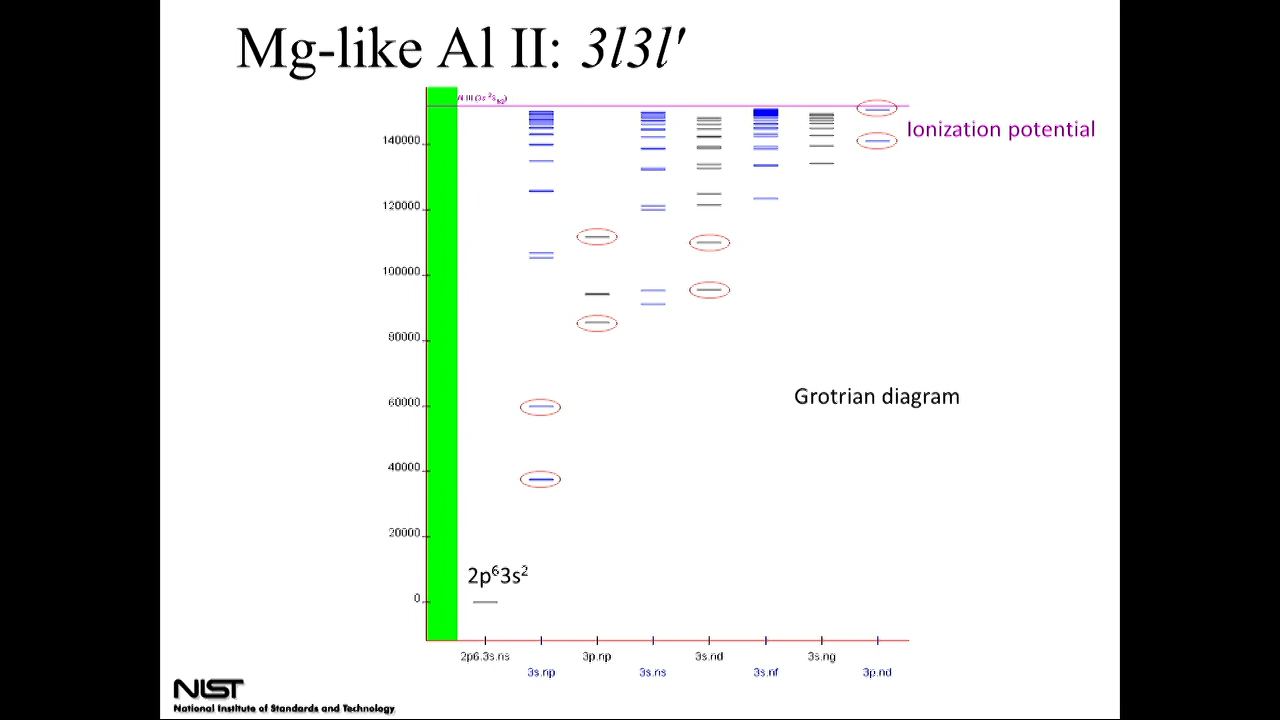 Mg-like Al II: 3l3l'
Al III (3s ²S₁/₂)
Ionization potential
140000
120000
100000
80000
60000
40000
20000
0
Grotrian diagram
2p⁶3s²
2p6.3s.ns
3s.np
3p.np
3s.ns
3s.nd
3s.nf
3s.ng
3p.nd
NIST
National Institute of Standards and Technology